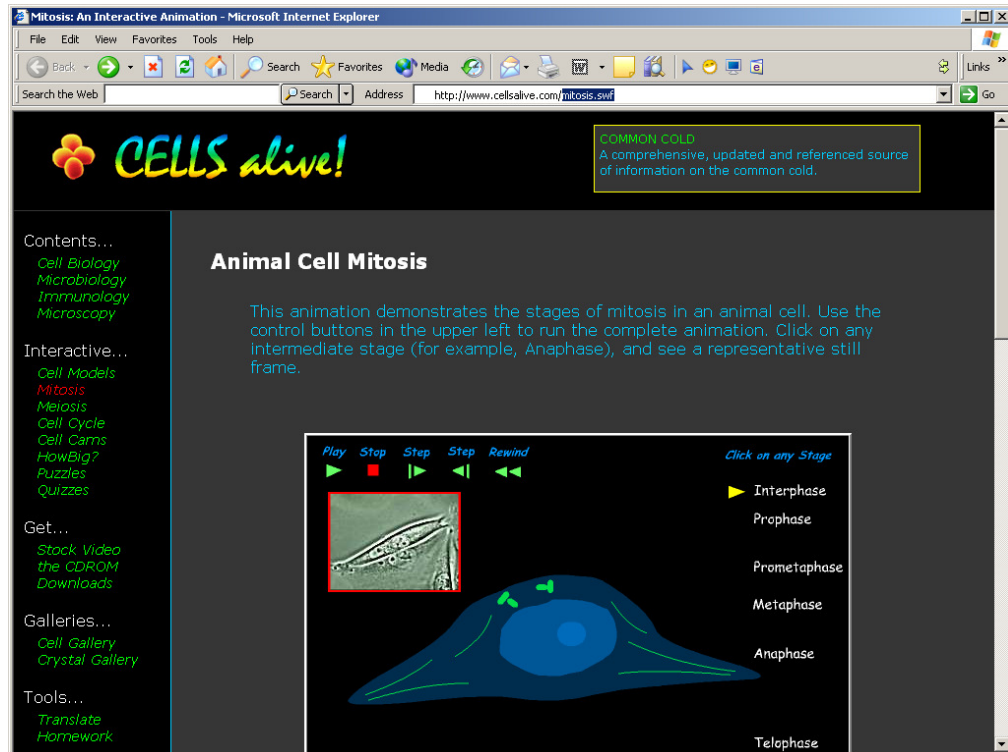 Mitosis: An Interactive Animation - Microsoft Internet Explorer
File Edit View Favorites Tools Help
Back Search Favorites Media Links »
Search the Web Search Address http://www.cellsalive.com/mitosis.swf Go
CELLS alive!
COMMON COLD
A comprehensive, updated and referenced source
of information on the common cold.
Contents...
Cell Biology
Microbiology
Immunology
Microscopy
Interactive...
Cell Models
Mitosis
Meiosis
Cell Cycle
Cell Cams
HowBig?
Puzzles
Quizzes
Get...
Stock Video
the CDROM
Downloads
Galleries...
Cell Gallery
Crystal Gallery
Tools...
Translate
Homework
Animal Cell Mitosis
This animation demonstrates the stages of mitosis in an animal cell. Use the
control buttons in the upper left to run the complete animation. Click on any
intermediate stage (for example, Anaphase), and see a representative still
frame.
Play Stop Step Step Rewind
Click on any Stage
Interphase
Prophase
Prometaphase
Metaphase
Anaphase
Telophase